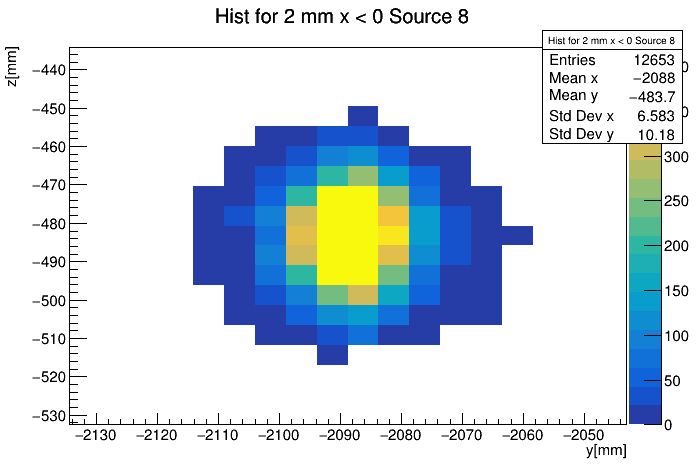 Hist for 2 mm x < 0 Source 8
Hist for 2 mm x < 0 Source 8
Entries 12653
Mean x −2088
Mean y −483.7
Std Dev x 6.583
Std Dev y 10.18
z[mm]
−440
−450
−460
−470
−480
−490
−500
−510
−520
−530
−2130 −2120 −2110 −2100 −2090 −2080 −2070 −2060 −2050
y[mm]
300
250
200
150
100
50
0